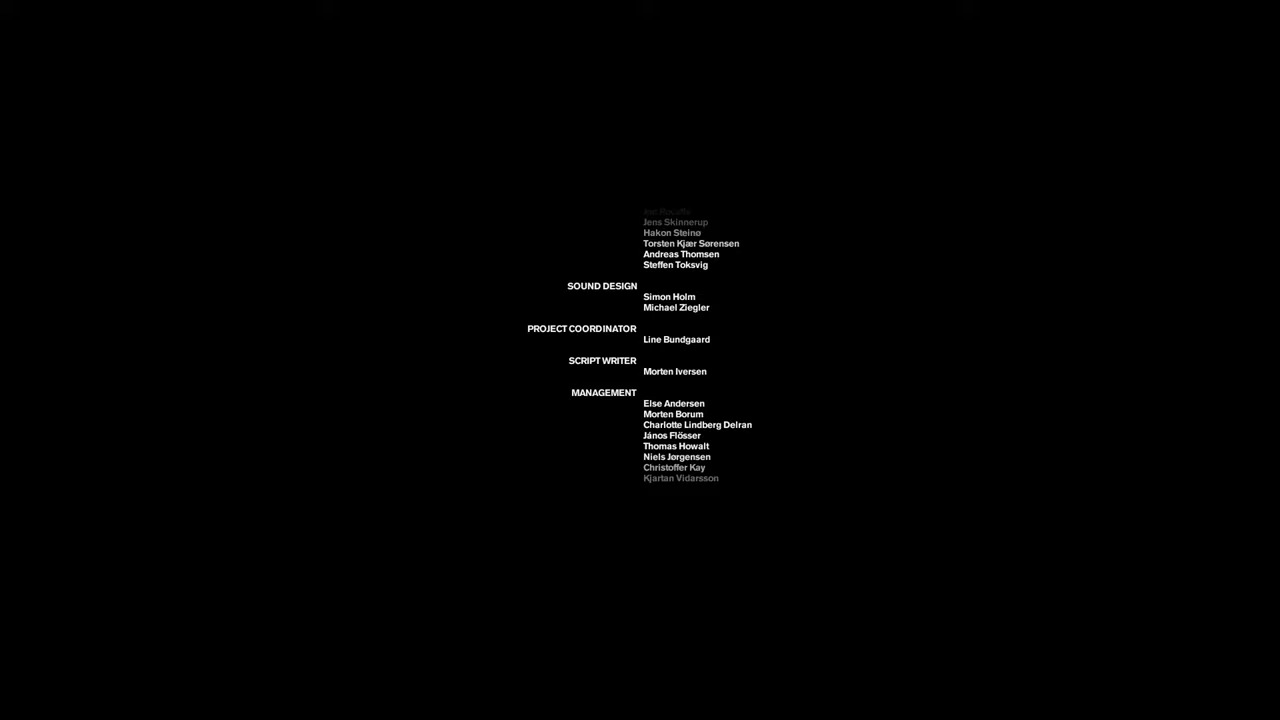 Jens Skinnerup
Hakon Steinø
Torsten Kjær Sørensen
Andreas Thomsen
Steffen Toksvig
SOUND DESIGN
Simon Holm
Michael Ziegler
PROJECT COORDINATOR
Line Bundgaard
SCRIPT WRITER
Morten Iversen
MANAGEMENT
Else Andersen
Morten Borum
Charlotte Lindberg Delran
János Flösser
Thomas Howalt
Niels Jørgensen
Christoffer Kay
Kjartan Vidarsson